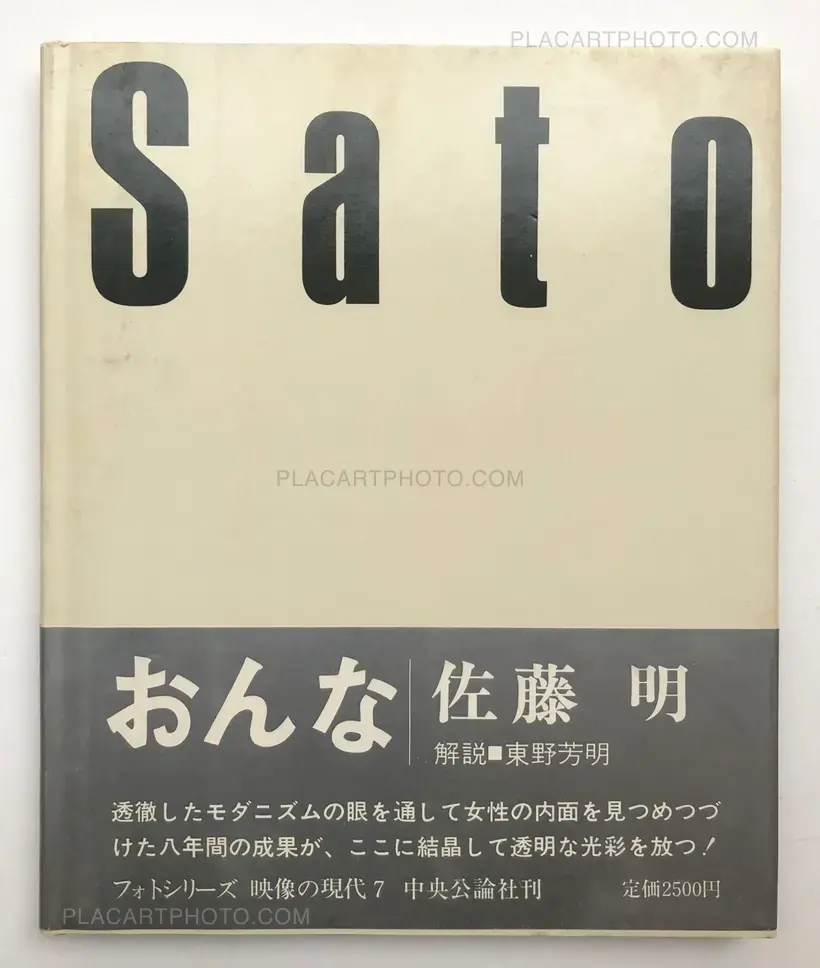 PLACARTPHOTO.COM
Sato
PLACARTPHOTO.COM
おんな
佐藤 明
解説■東野芳明
透徹したモダニズムの眼を通して女性の内面を見つめつづ
けた八年間の成果が、ここに結晶して透明な光彩を放つ！
フォトシリーズ 映像の現代7 中央公論社刊 定価2500円
PLACARTPHOTO.COM